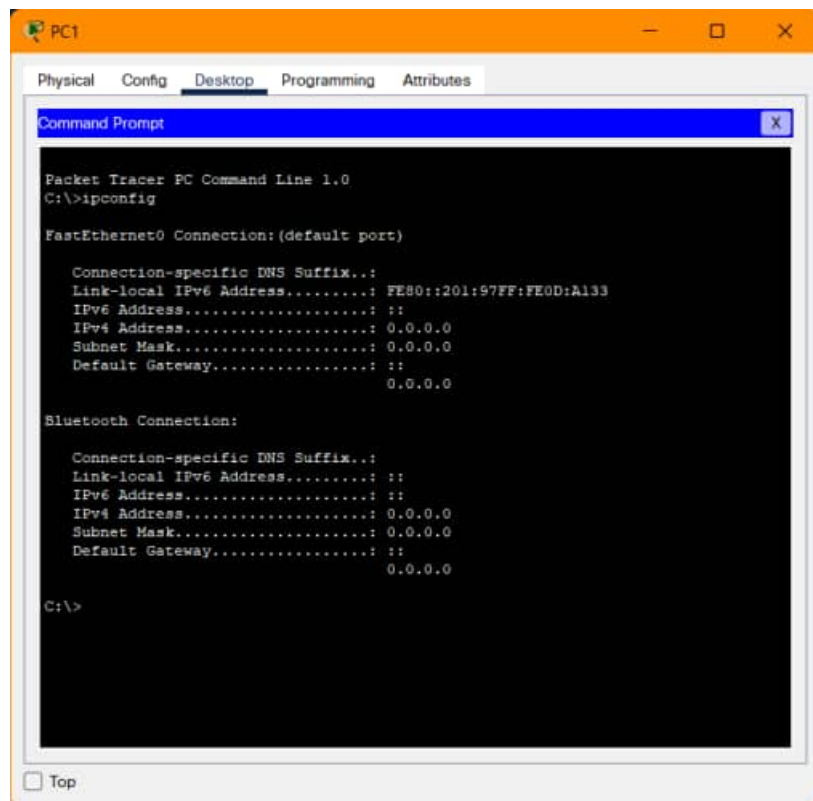 PC1
Physical Config Desktop Programming Attributes
Command Prompt X
Packet Tracer PC Command Line 1.0
C:\>ipconfig
FastEthernet0 Connection:(default port)
Connection-specific DNS Suffix..:
Link-local IPv6 Address.........: FE80::201:97FF:FE0D:A133
IPv6 Address....................: ::
IPv4 Address....................: 0.0.0.0
Subnet Mask.....................: 0.0.0.0
Default Gateway.................: ::
0.0.0.0
Bluetooth Connection:
Connection-specific DNS Suffix..:
Link-local IPv6 Address.........: ::
IPv6 Address....................: ::
IPv4 Address....................: 0.0.0.0
Subnet Mask.....................: 0.0.0.0
Default Gateway.................: ::
0.0.0.0
C:\>
Top